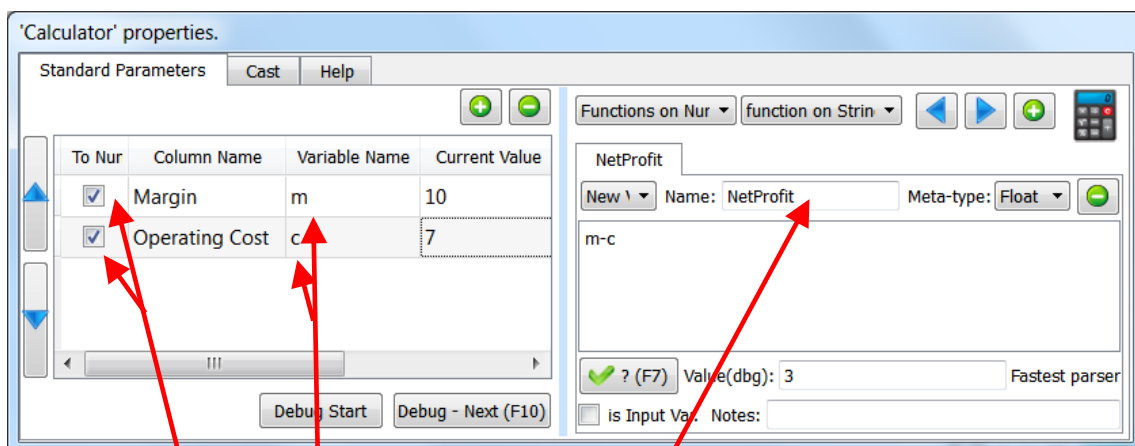 'Calculator' properties.
Standard Parameters Cast Help
To Nur Column Name Variable Name Current Value
Margin m 10
Operating Cost c 7
Debug Start Debug - Next (F10)
Functions on Nur function on Strin
NetProfit
New Name: NetProfit Meta-type: Float
m-c
? (F7) Value(dbg): 3 Fastest parser
is Input Var. Notes: